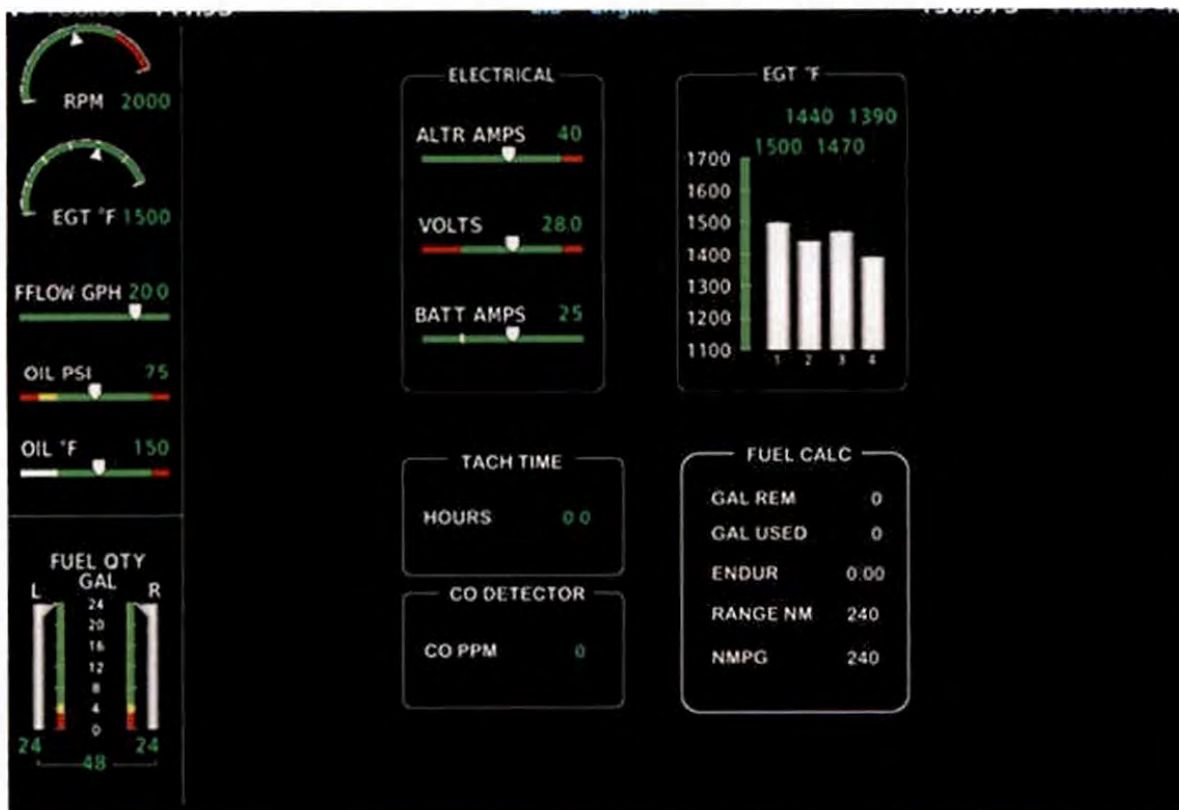 RPM 2000
EGT °F 1500
FFLOW GPH 20.0
OIL PSI 75
OIL °F 150
FUEL QTY
GAL
L R
24
20
16
12
8
4
0
24 24
48
ELECTRICAL
ALTR AMPS 40
VOLTS 28.0
BATT AMPS 25
EGT °F
1440 1390
1500 1470
1700
1600
1500
1400
1300
1200
1100
1 2 3 4
TACH TIME
HOURS 0.0
CO DETECTOR
CO PPM 0
FUEL CALC
GAL REM 0
GAL USED 0
ENDUR 0.00
RANGE NM 240
NMPG 240